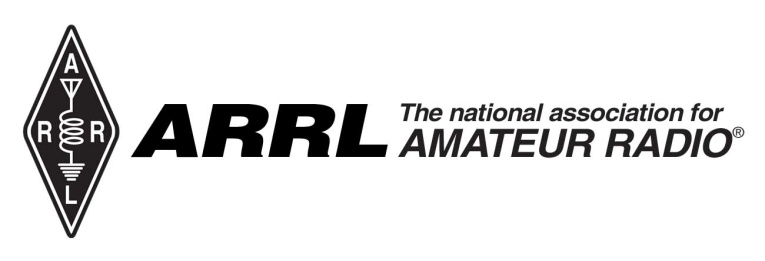 A
R R
L
ARRL
The national association for
AMATEUR RADIO®